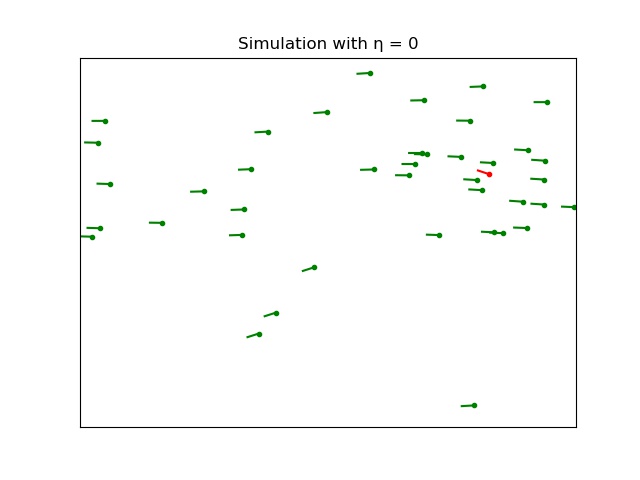 Simulation with η = 0